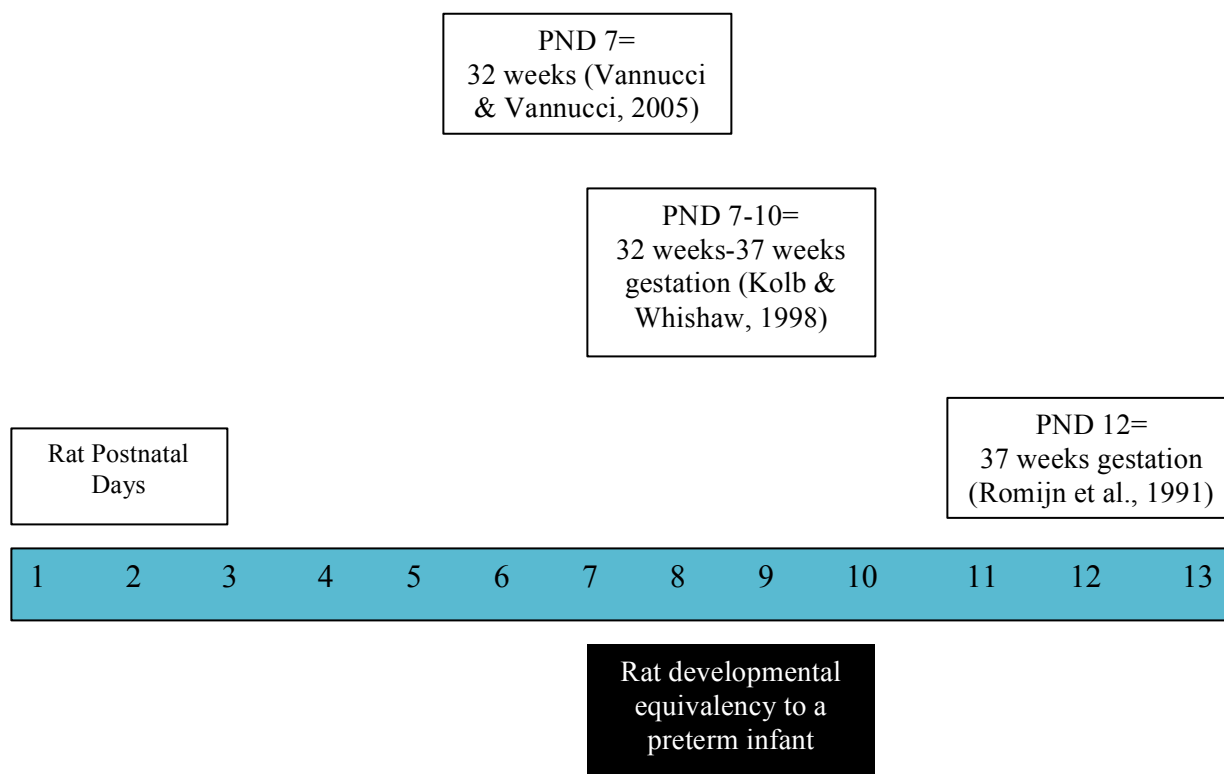 PND 7=
32 weeks (Vannucci
& Vannucci, 2005)
PND 7-10=
32 weeks-37 weeks
gestation (Kolb &
Whishaw, 1998)
PND 12=
37 weeks gestation
(Romijn et al., 1991)
Rat Postnatal
Days
1 2 3 4 5 6 7 8 9 10 11 12 13
Rat developmental
equivalency to a
preterm infant